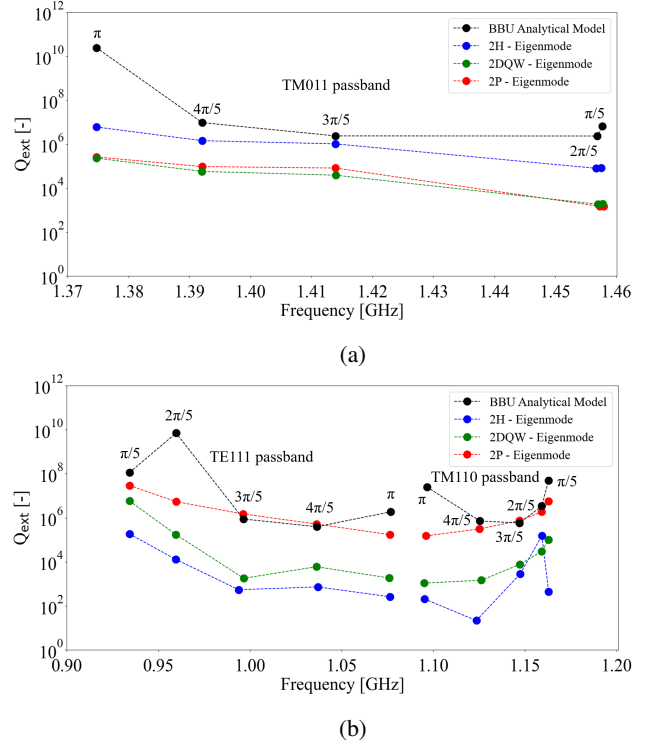 10^12
10^10
10^8
10^6
10^4
10^2
10^0
Q_ext [-]
π
4π/5
3π/5
2π/5
π/5
TM011 passband
BBU Analytical Model
2H - Eigenmode
2DQW - Eigenmode
2P - Eigenmode
1.37 1.38 1.39 1.40 1.41 1.42 1.43 1.44 1.45 1.46
Frequency [GHz]
(a)
10^12
10^10
10^8
10^6
10^4
10^2
10^0
Q_ext [-]
π/5
2π/5
3π/5
4π/5
π
TE111 passband
BBU Analytical Model
2H - Eigenmode
2DQW - Eigenmode
2P - Eigenmode
TM110 passband
π
4π/5
3π/5
2π/5
π/5
0.90 0.95 1.00 1.05 1.10 1.15 1.20
Frequency [GHz]
(b)